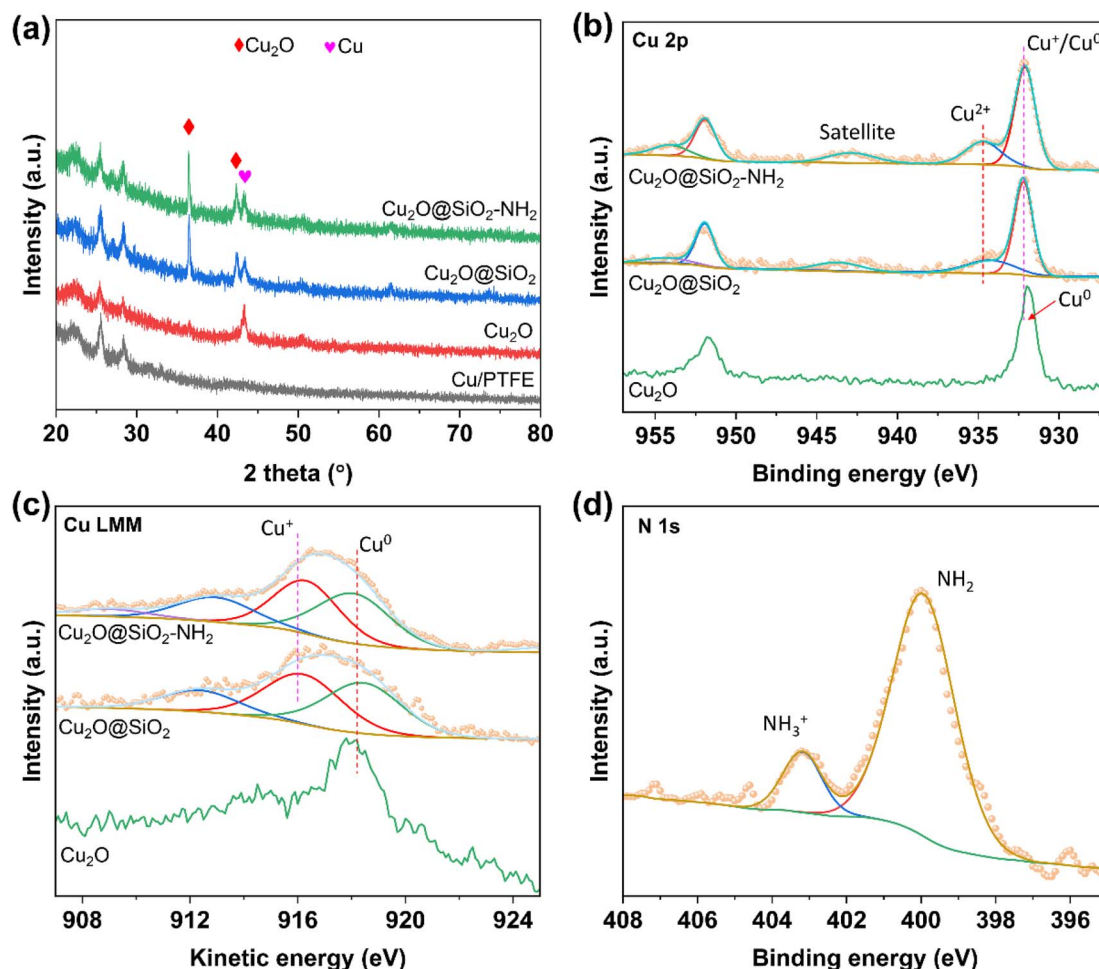 (a)
♦Cu₂O ♥Cu
Cu₂O@SiO₂-NH₂
Cu₂O@SiO₂
Cu₂O
Cu/PTFE
Intensity (a.u.)
20 30 40 50 60 70 80
2 theta (°)
(b)
Cu 2p
Cu⁺/Cu⁰
Cu²⁺
Satellite
Cu₂O@SiO₂-NH₂
Cu₂O@SiO₂
Cu⁰
Cu₂O
Intensity (a.u.)
955 950 945 940 935 930
Binding energy (eV)
(c)
Cu LMM
Cu⁺
Cu⁰
Cu₂O@SiO₂-NH₂
Cu₂O@SiO₂
Cu₂O
Intensity (a.u.)
908 912 916 920 924
Kinetic energy (eV)
(d)
N 1s
NH₂
NH₃⁺
Intensity (a.u.)
408 406 404 402 400 398 396
Binding energy (eV)